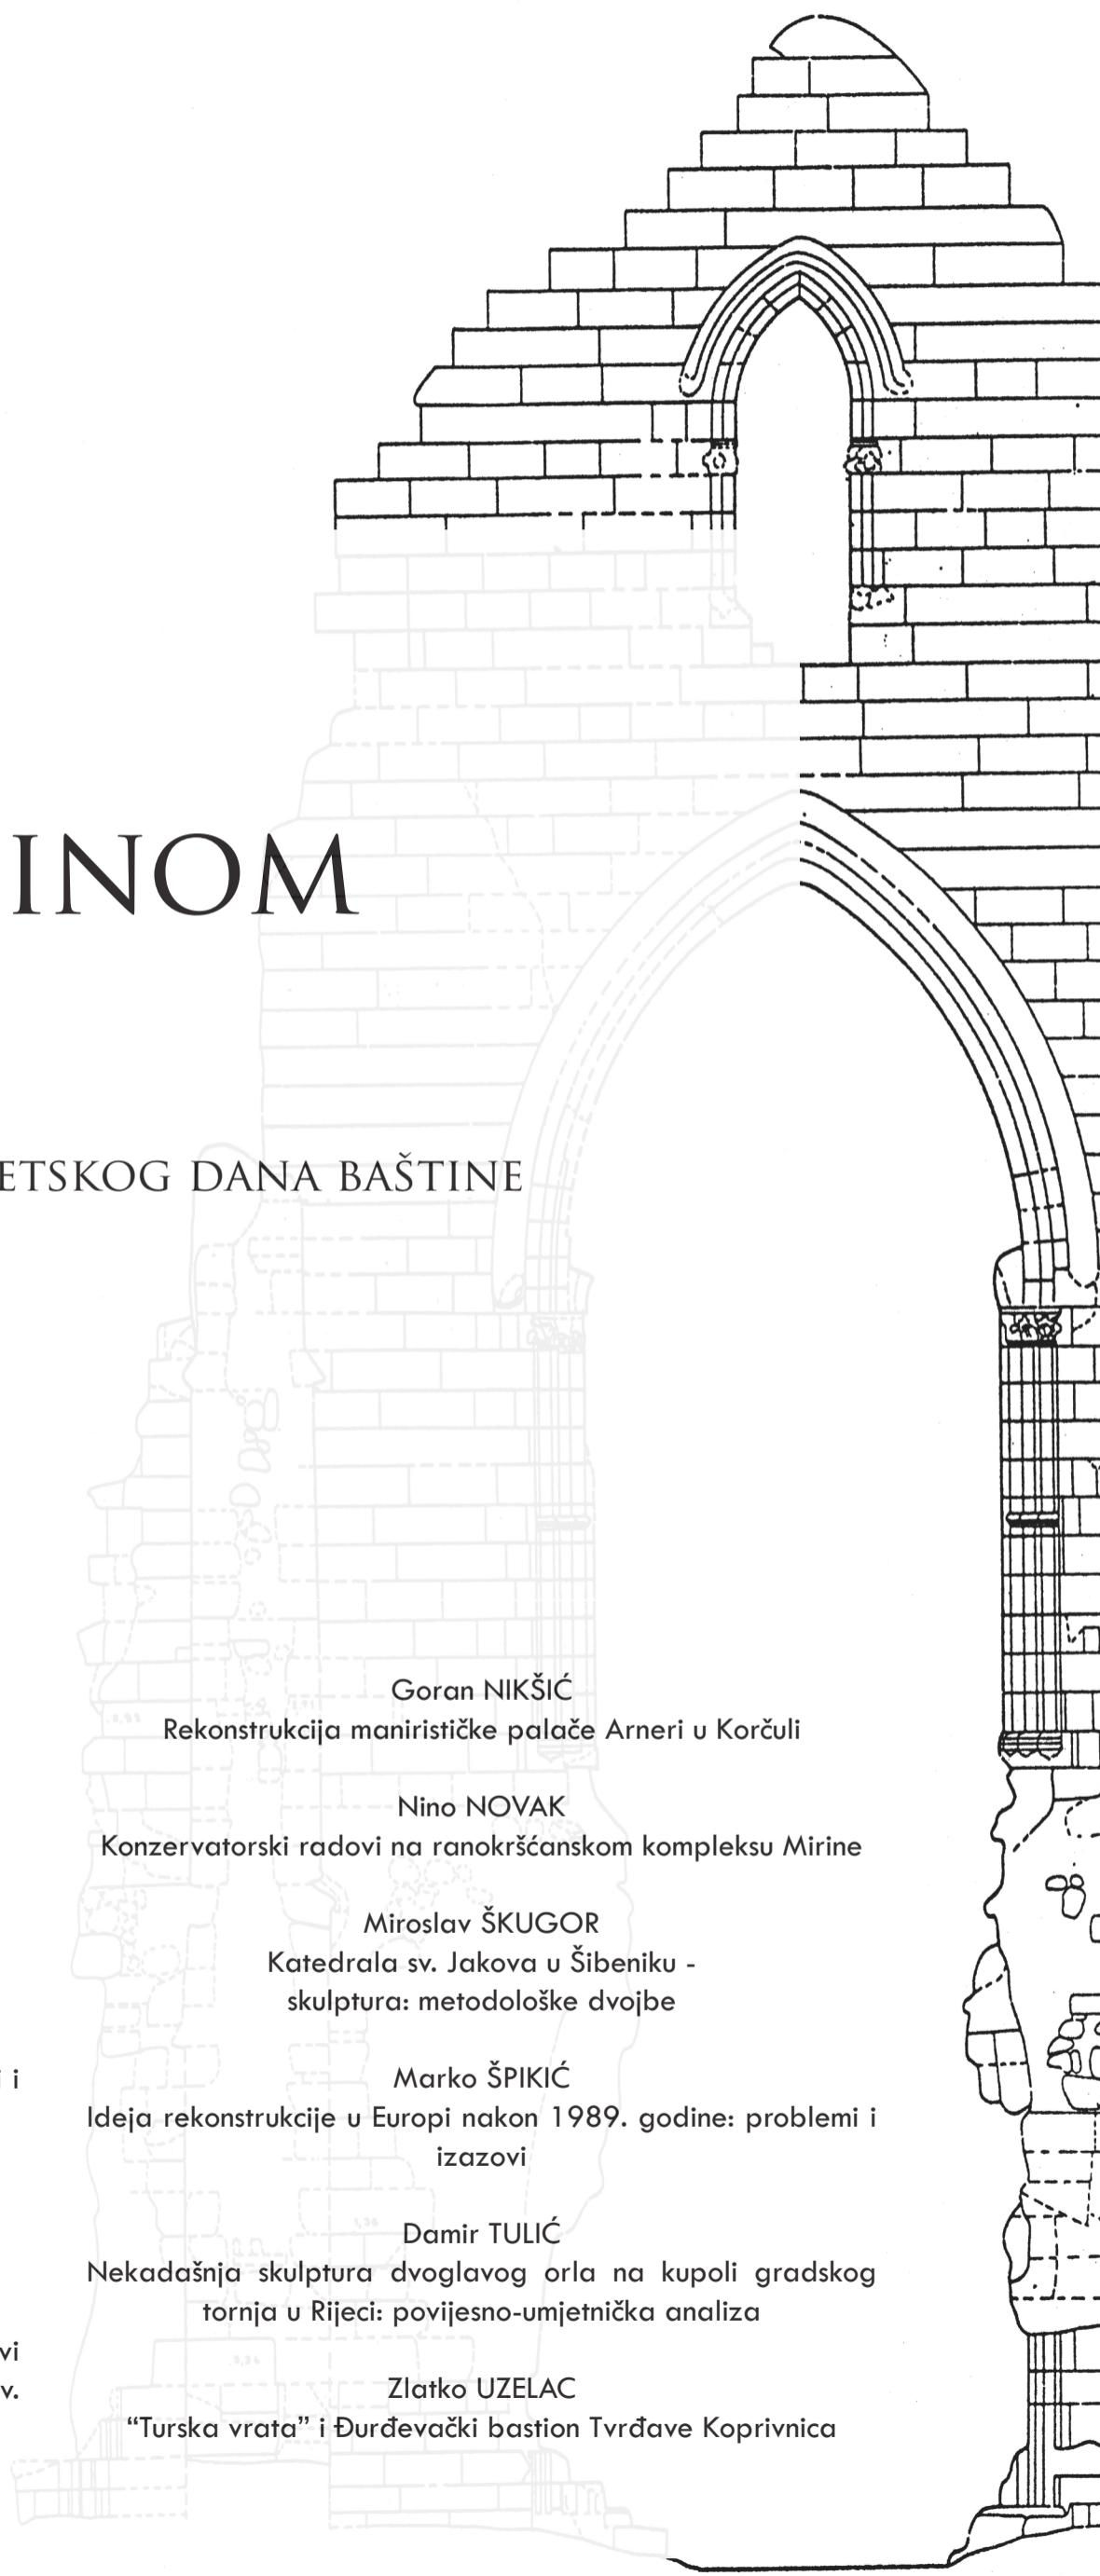 INOM
ETSKOG DANA BAŠTINE
Goran NIKŠIĆ
Rekonstrukcija manirističke palače Arneri u Korčuli
Nino NOVAK
Konzervatorski radovi na ranokršćanskom kompleksu Mirine
Miroslav ŠKUGOR
Katedrala sv. Jakova u Šibeniku -
skulptura: metodološke dvojbe
i
Marko ŠPIKIĆ
Ideja rekonstrukcije u Europi nakon 1989. godine: problemi i
izazovi
Damir TULIĆ
Nekadašnja skulptura dvoglavog orla na kupoli gradskog
tornja u Rijeci: povijesno-umjetnička analiza
vi
v.
Zlatko UZELAC
“Turska vrata” i Đurđevački bastion Tvrđave Koprivnica